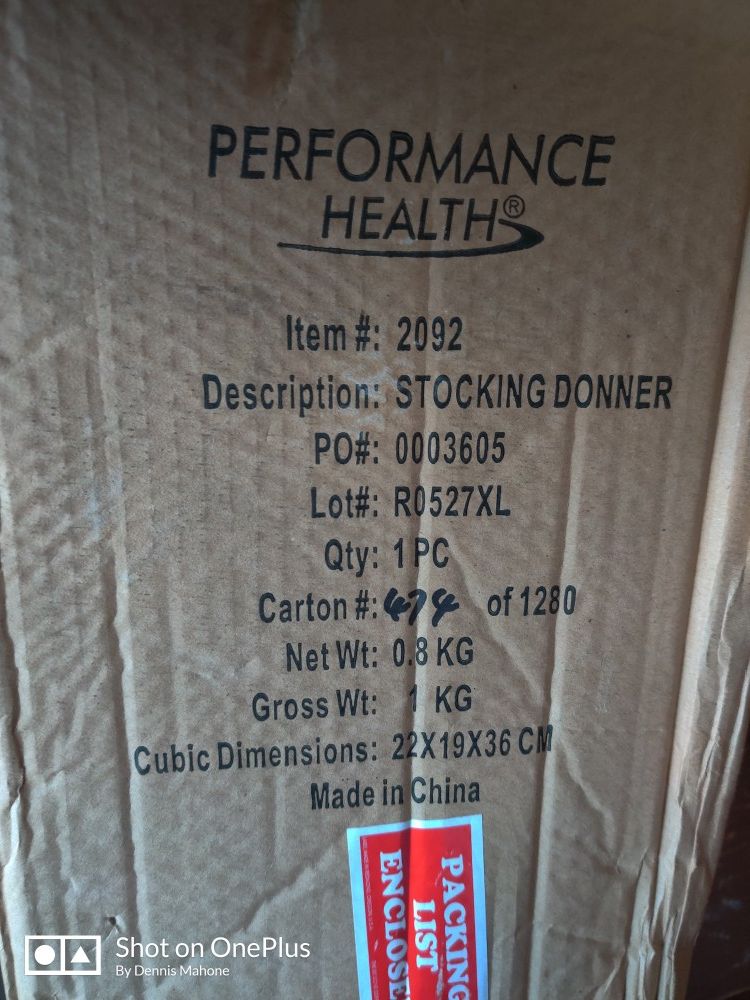 PERFORMANCE
HEALTH®
Item #: 2092
Description: STOCKING DONNER
PO#: 0003605
Lot#: R0527XL
Qty: 1 PC
Carton #: 474 of 1280
Net Wt: 0.8 KG
Gross Wt: 1 KG
Cubic Dimensions: 22X19X36 CM
Made in China
PACKING
LIST
ENCLOSE
Shot on OnePlus
By Dennis Mahone